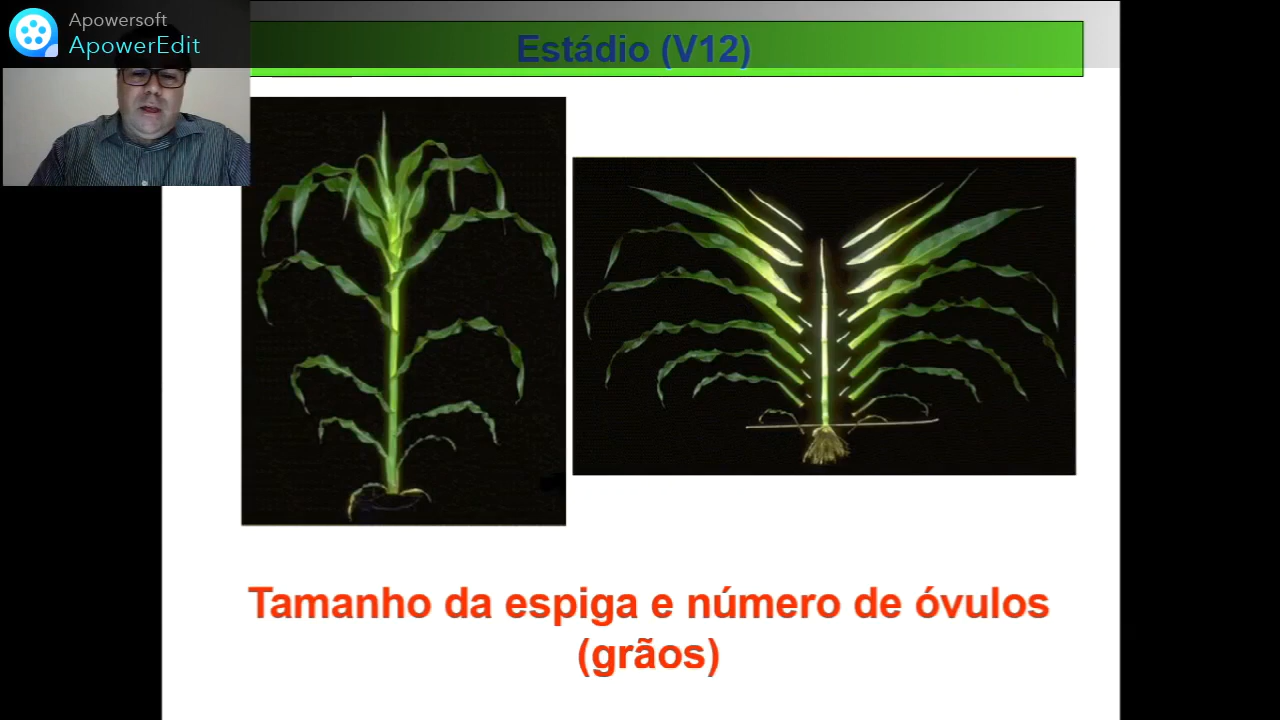 Apowersoft
ApowerEdit
Estádio (V12)
Tamanho da espiga e número de óvulos
(grãos)